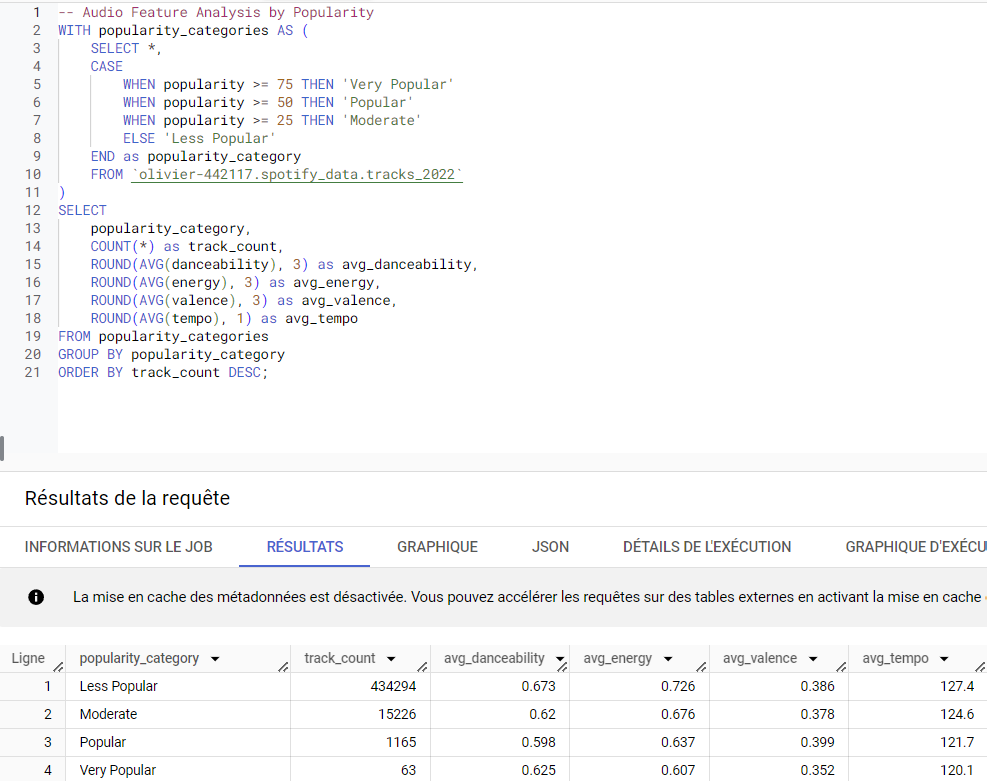 1 -- Audio Feature Analysis by Popularity
2 WITH popularity_categories AS (
3 SELECT *,
4 CASE
5 WHEN popularity >= 75 THEN 'Very Popular'
6 WHEN popularity >= 50 THEN 'Popular'
7 WHEN popularity >= 25 THEN 'Moderate'
8 ELSE 'Less Popular'
9 END as popularity_category
10 FROM `olivier-442117.spotify_data.tracks_2022`
11 )
12 SELECT
13 popularity_category,
14 COUNT(*) as track_count,
15 ROUND(AVG(danceability), 3) as avg_danceability,
16 ROUND(AVG(energy), 3) as avg_energy,
17 ROUND(AVG(valence), 3) as avg_valence,
18 ROUND(AVG(tempo), 1) as avg_tempo
19 FROM popularity_categories
20 GROUP BY popularity_category
21 ORDER BY track_count DESC;
Résultats de la requête
INFORMATIONS SUR LE JOB RÉSULTATS GRAPHIQUE JSON DÉTAILS DE L'EXÉCUTION GRAPHIQUE D'EXÉCU
La mise en cache des métadonnées est désactivée. Vous pouvez accélérer les requêtes sur des tables externes en activant la mise en cache
Ligne popularity_category track_count avg_danceability avg_energy avg_valence avg_tempo
1 Less Popular 434294 0.673 0.726 0.386 127.4
2 Moderate 15226 0.62 0.676 0.378 124.6
3 Popular 1165 0.598 0.637 0.399 121.7
4 Very Popular 63 0.625 0.607 0.352 120.1